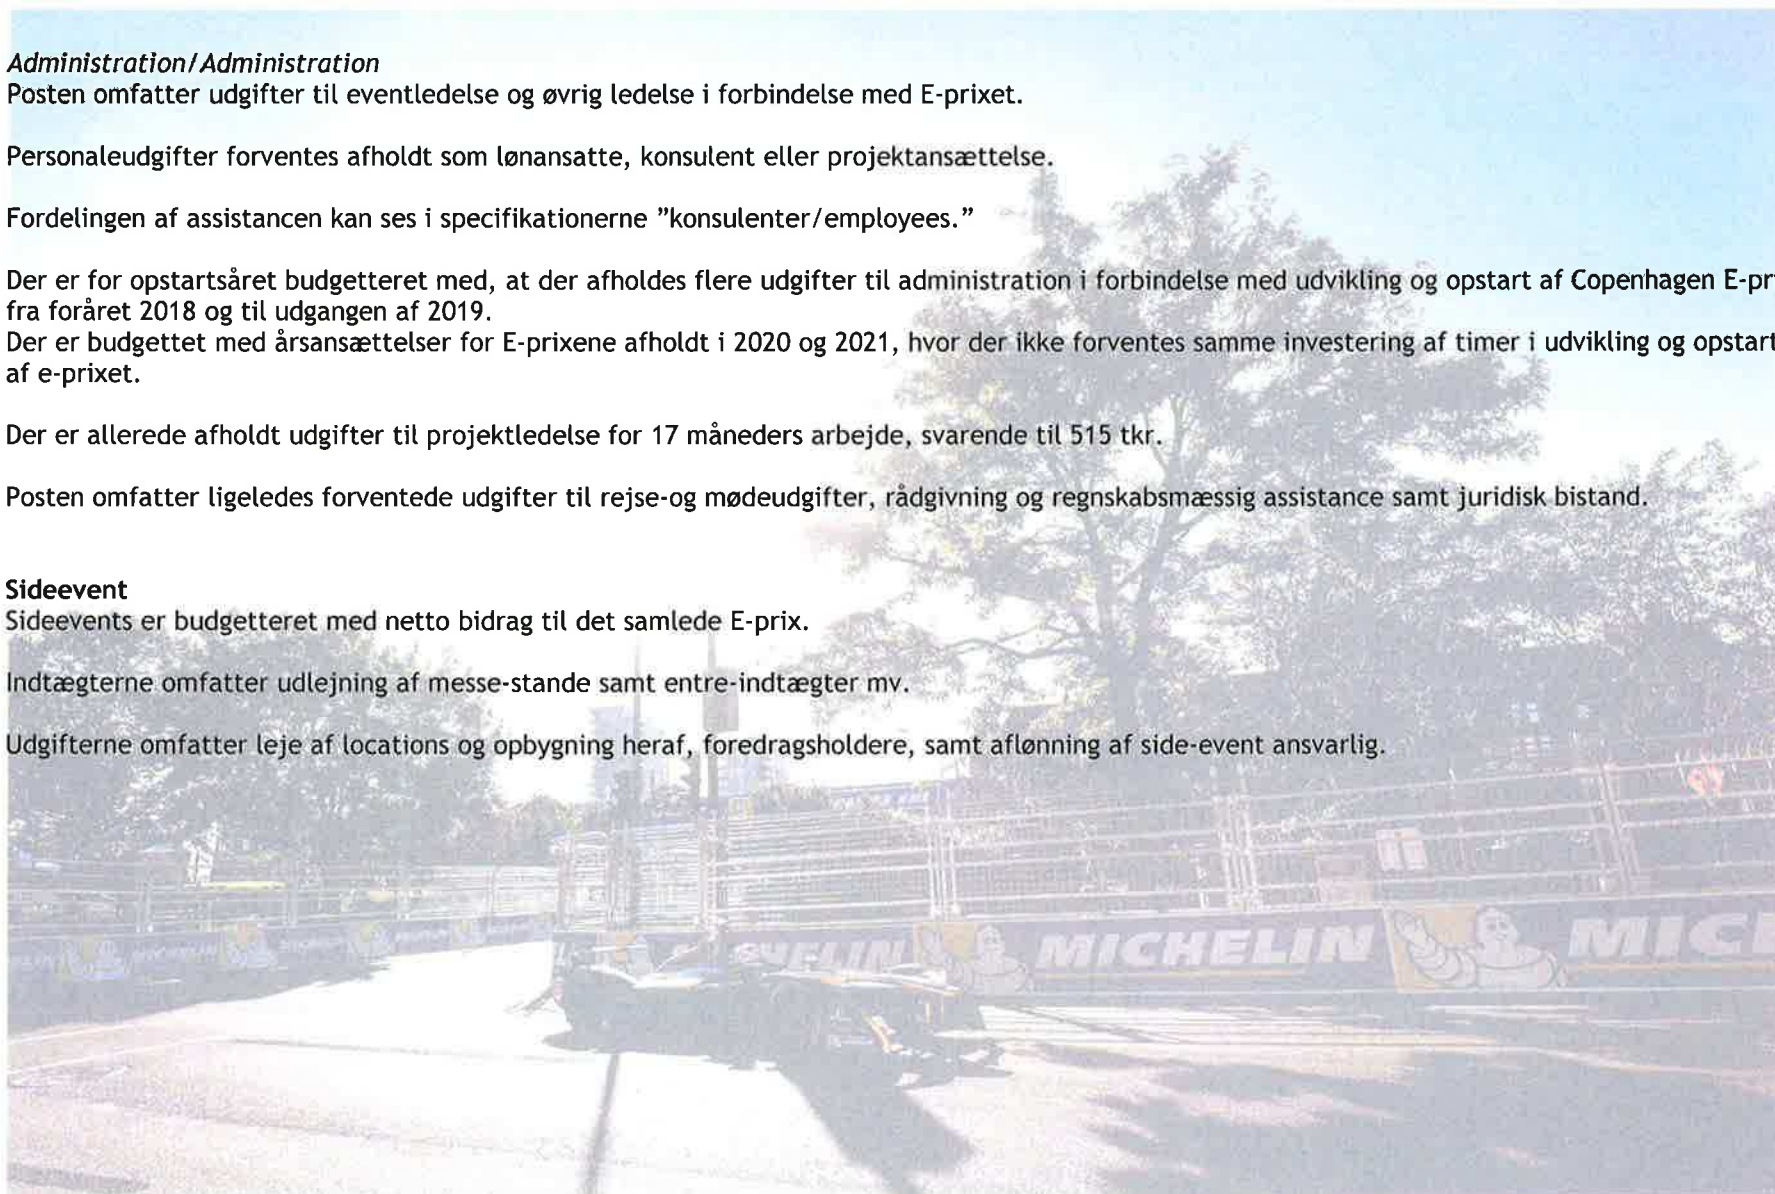 Administration/Administration
Posten omfatter udgifter til eventledelse og øvrig ledelse i forbindelse med E-prixet.
Personaleudgifter forventes afholdt som lønansatte, konsulent eller projektansættelse.
Fordelingen af assistancen kan ses i specifikationerne ”konsulenter/employees.”
Der er for opstartsåret budgetteret med, at der afholdes flere udgifter til administration i forbindelse med udvikling og opstart af Copenhagen E-pr
fra foråret 2018 og til udgangen af 2019.
Der er budgettet med årsansættelser for E-prixene afholdt i 2020 og 2021, hvor der ikke forventes samme investering af timer i udvikling og opstart
af e-prixet.
Der er allerede afholdt udgifter til projektledelse for 17 måneders arbejde, svarende til 515 tkr.
Posten omfatter ligeledes forventede udgifter til rejse-og mødeudgifter, rådgivning og regnskabsmæssig assistance samt juridisk bistand.
Sideevent
Sideevents er budgetteret med netto bidrag til det samlede E-prix.
Indtægterne omfatter udlejning af messe-stande samt entre-indtægter mv.
Udgifterne omfatter leje af locations og opbygning heraf, foredragsholdere, samt aflønning af side-event ansvarlig.
MICHELIN MIC